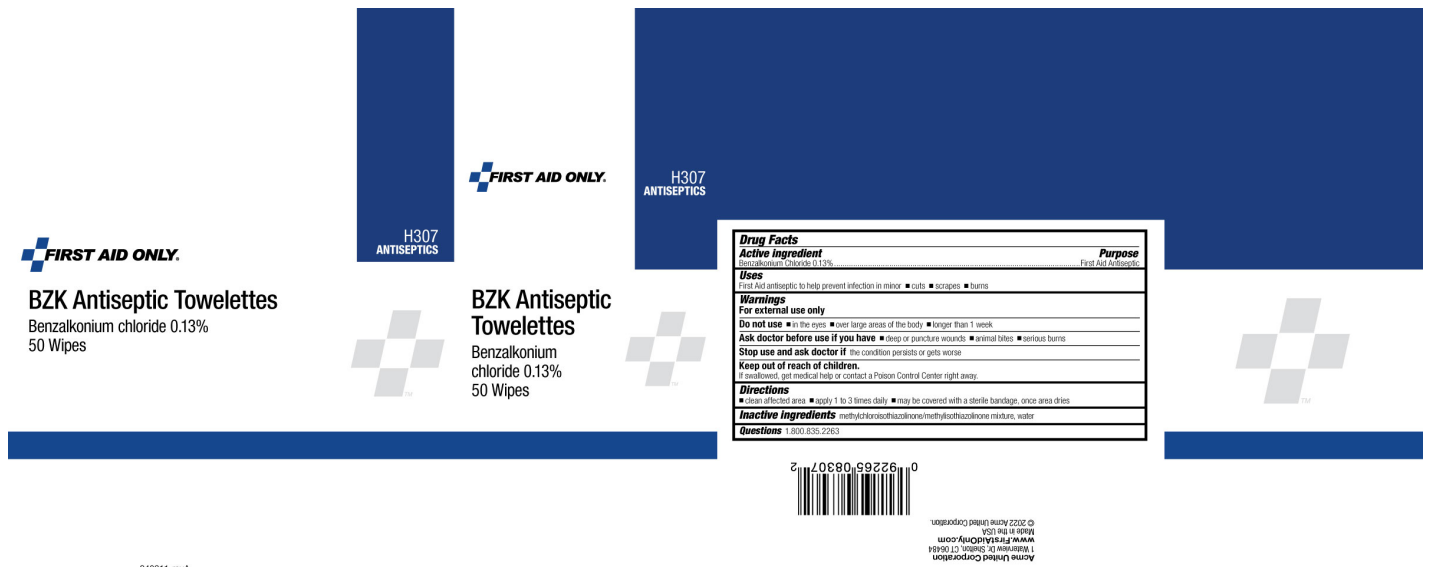 FIRST AID ONLY®
BZK Antiseptic Towelettes
Benzalkonium chloride 0.13%
50 Wipes
H307
ANTISEPTICS
TM
FIRST AID ONLY®
BZK Antiseptic
Towelettes
Benzalkonium
chloride 0.13%
50 Wipes
H307
ANTISEPTICS
TM
Drug Facts
Active ingredient Purpose
Benzalkonium Chloride 0.13%..........First Aid Antiseptic
Uses
First Aid antiseptic to help prevent infection in minor ■ cuts ■ scrapes ■ burns
Warnings
For external use only
Do not use ■ in the eyes ■ over large areas of the body ■ longer than 1 week
Ask doctor before use if you have ■ deep or puncture wounds ■ animal bites ■ serious burns
Stop use and ask doctor if the condition persists or gets worse
Keep out of reach of children.
If swallowed, get medical help or contact a Poison Control Center right away.
Directions
■ clean affected area ■ apply 1 to 3 times daily ■ may be covered with a sterile bandage, once area dries
Inactive ingredients methylchloroisothiazolinone/methylisothiazolinone mixture, water
Questions 1.800.835.2263
TM
0 92265 08307 2
Acme United Corporation
1 Waterview Dr, Shelton, CT 06484
www.FirstAidOnly.com
Made in the USA
© 2022 Acme United Corporation.